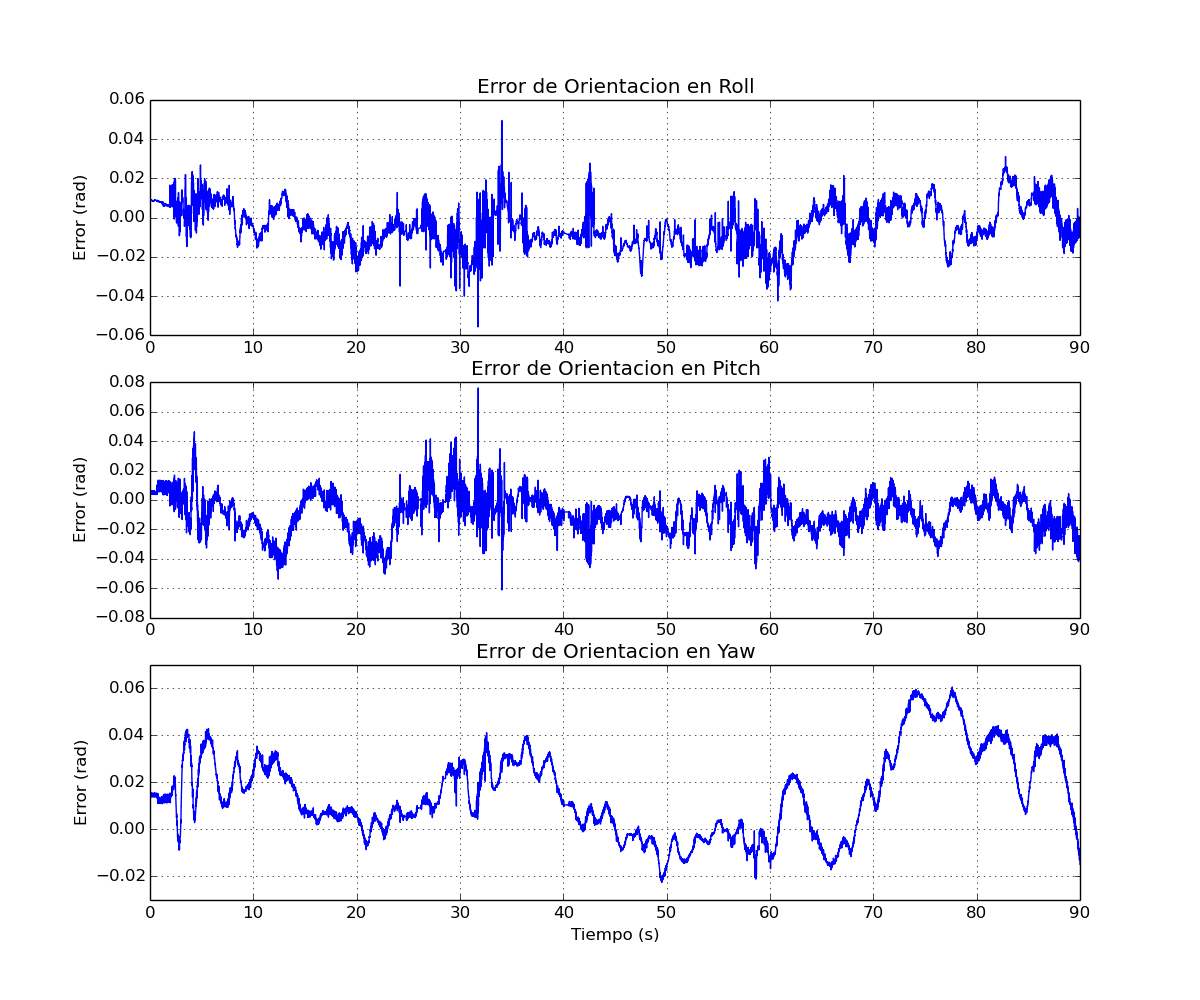 Error de Orientacion en Roll
Error (rad)
0.06
0.04
0.02
0.00
−0.02
−0.04
−0.06
0 10 20 30 40 50 60 70 80 90
Error de Orientacion en Pitch
Error (rad)
0.08
0.06
0.04
0.02
0.00
−0.02
−0.04
−0.06
−0.08
0 10 20 30 40 50 60 70 80 90
Error de Orientacion en Yaw
Error (rad)
0.06
0.04
0.02
0.00
−0.02
0 10 20 30 40 50 60 70 80 90
Tiempo (s)